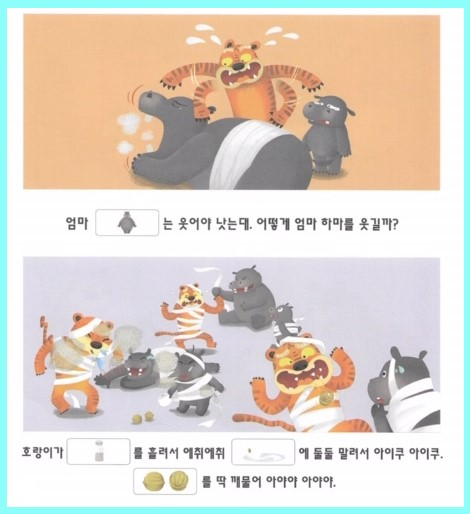 엄마 는 웃어야 낫는데. 어떻게 엄마 하마를 웃길까?
호랑이가 를 흘려서 에취에취 에 둘둘 말려서 아이쿠 아이쿠.
를 딱 깨물어 아야야 아야야.